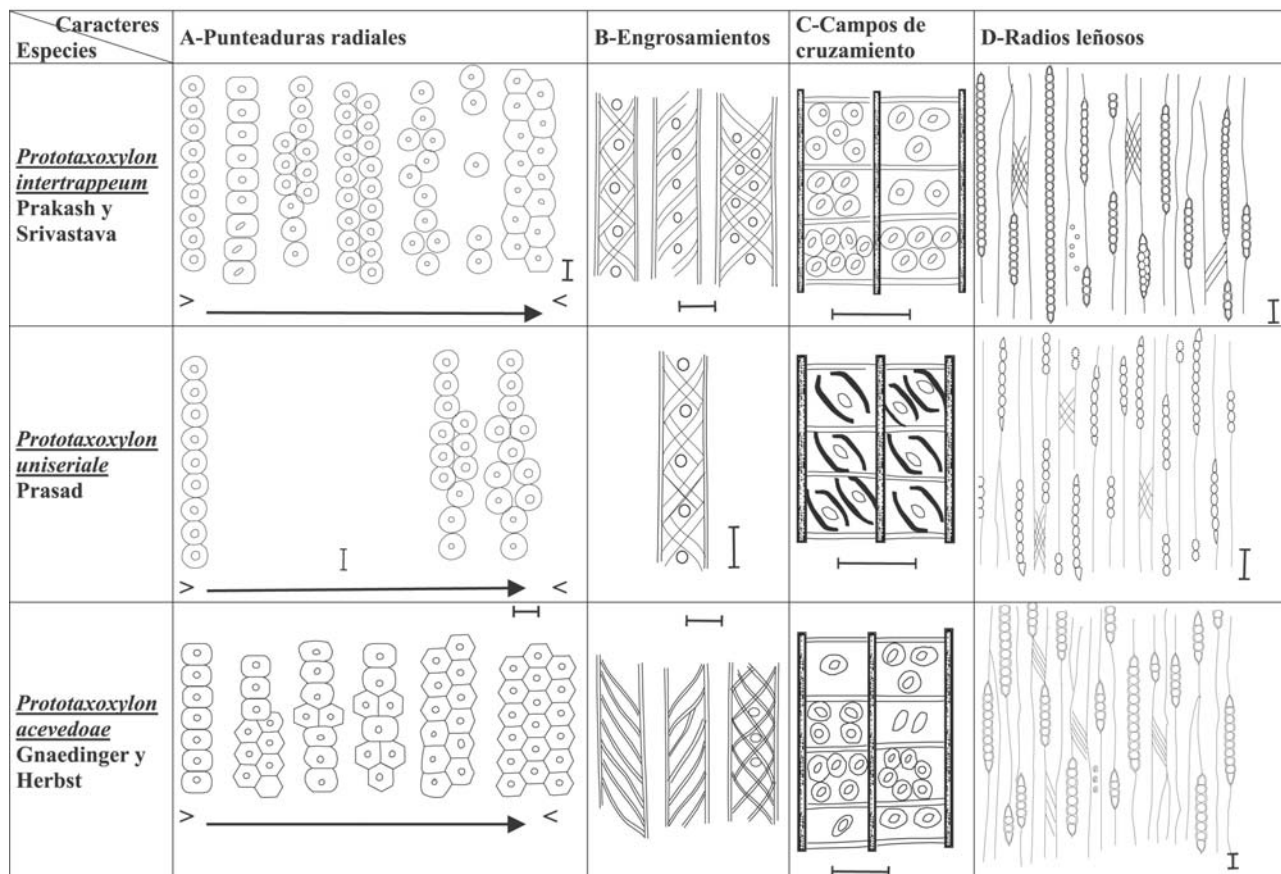 Caracteres
Especies
A-Punteaduras radiales
B-Engrosamientos
C-Campos de
cruzamiento
D-Radios leñosos
Prototaxoxylon
intertrappeum
Prakash y
Srivastava
> <
Prototaxoxylon
uniseriale
Prasad
> <
Prototaxoxylon
acevedoae
Gnaedinger y
Herbst
> <